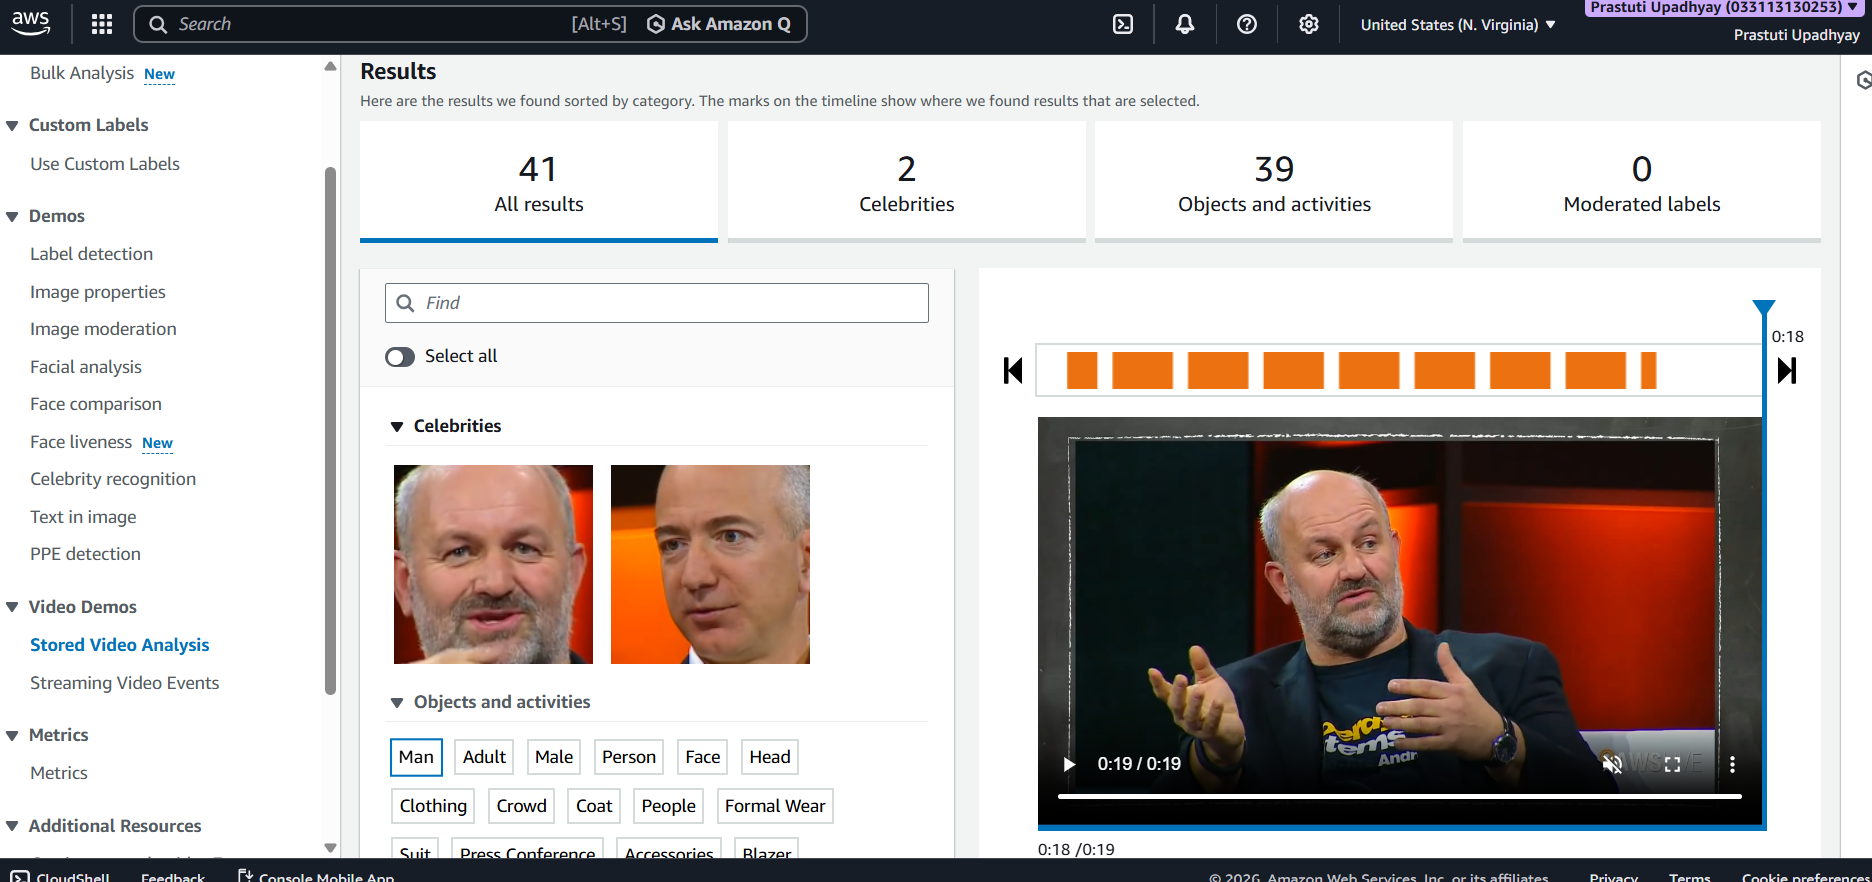 aws
Search [Alt+S] Ask Amazon Q
United States (N. Virginia)
Prastuti Upadhyay (033113130253)
Prastuti Upadhyay
Bulk Analysis New
Custom Labels
Use Custom Labels
Demos
Label detection
Image properties
Image moderation
Facial analysis
Face comparison
Face liveness New
Celebrity recognition
Text in image
PPE detection
Video Demos
Stored Video Analysis
Streaming Video Events
Metrics
Metrics
Additional Resources
Results
Here are the results we found sorted by category. The marks on the timeline show where we found results that are selected.
41
All results
2
Celebrities
39
Objects and activities
0
Moderated labels
Find
Select all
Celebrities
Objects and activities
Man Adult Male Person Face Head
Clothing Crowd Coat People Formal Wear
Suit Press Conference Accessories Blazer
0:18
Andr
0:19 / 0:19
0:18 /0:19
CloudShell Feedback Console Mobile App
© 2026, Amazon Web Services, Inc. or its affiliates. Privacy Terms Cookie preferences